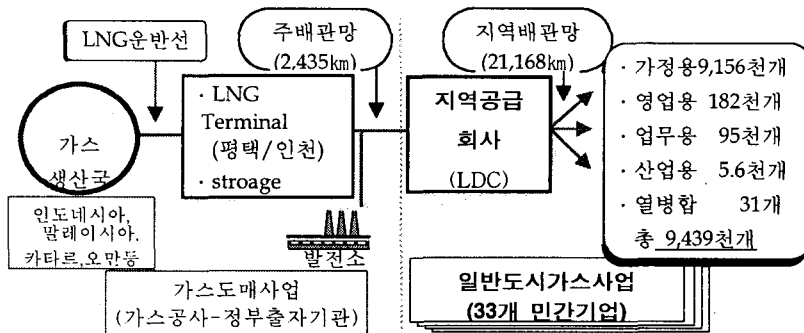 LNG운반선
주배관망
(2,435㎞)
지역배관망
(21,168㎞)
가스
생산국
· LNG
Terminal
(평택/인천)
· stroage
지역공급
회사
(LDC)
· 가정용9,156천개
· 영업용 182천개
· 업무용 95천개
· 산업용 5.6천개
· 열병합 31개
총 9,439천개
인도네시아,
말레이시아.
카타르,오만등
발전소
가스도매사업
(가스공사-정부출자기관)
일반도시가스사업
(33개 민간기업)